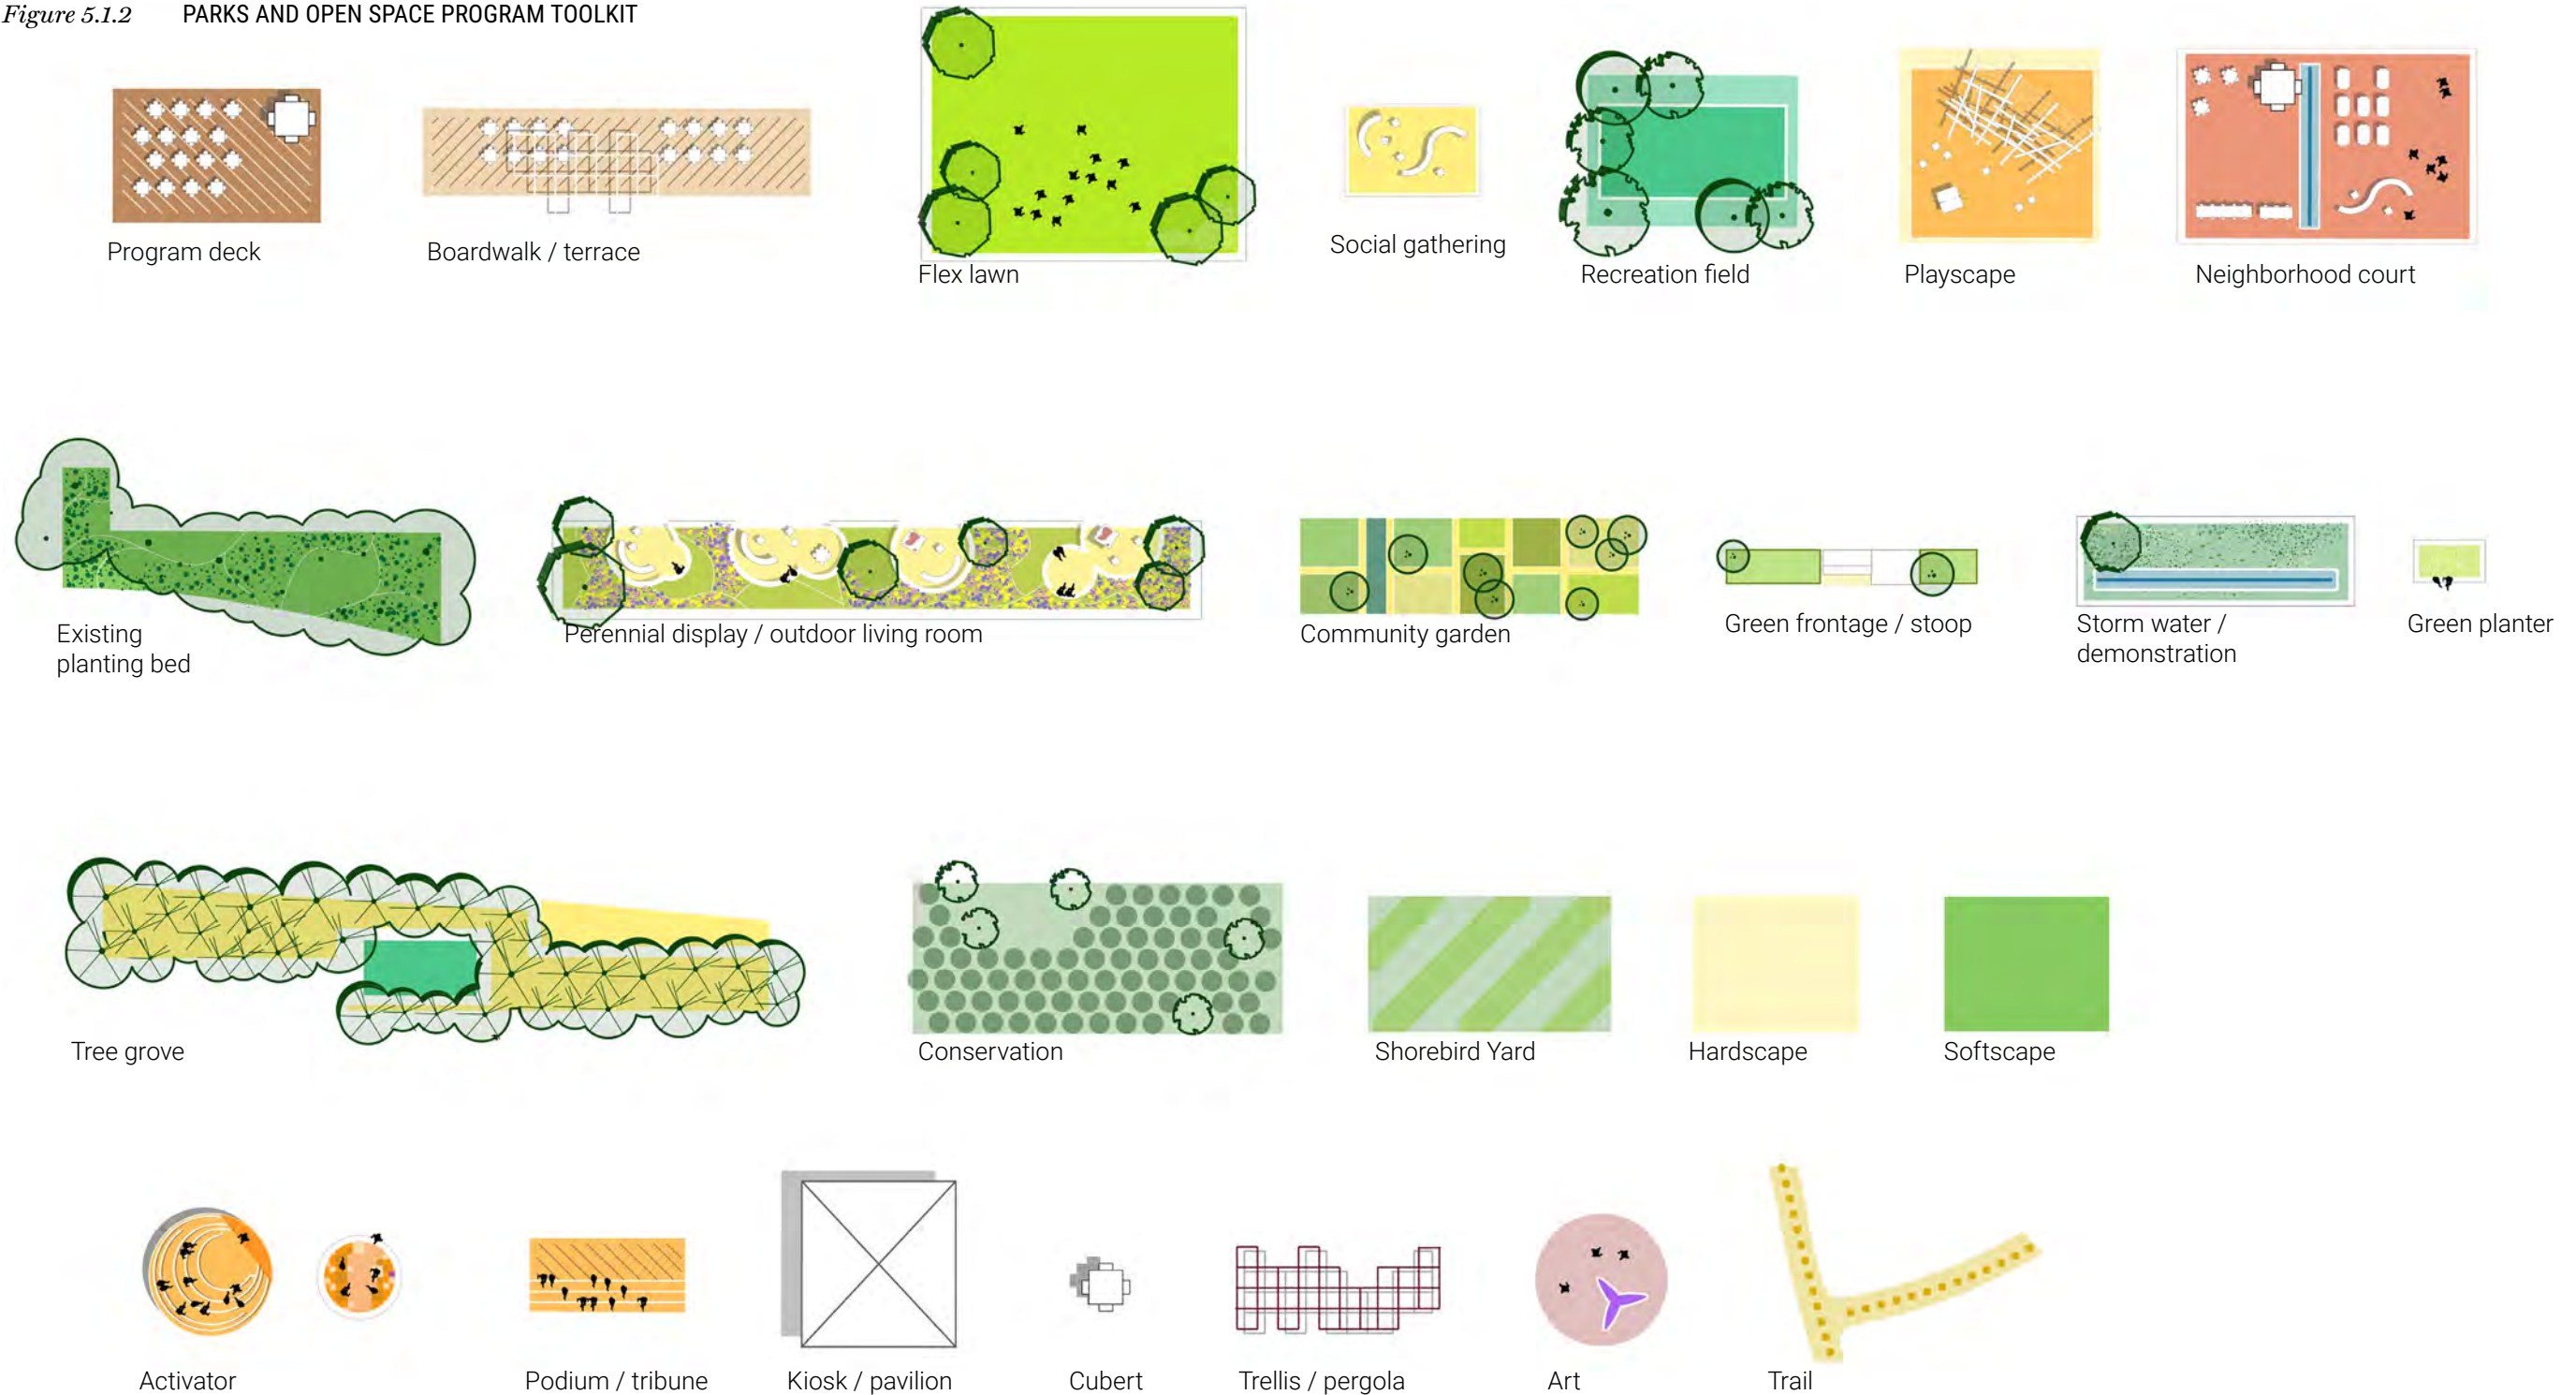 Figure 5.1.2 PARKS AND OPEN SPACE PROGRAM TOOLKIT
Program deck
Boardwalk / terrace
Flex lawn
Social gathering
Recreation field
Playscape
Neighborhood court
Existing
planting bed
Perennial display / outdoor living room
Community garden
Green frontage / stoop
Storm water /
demonstration
Green planter
Tree grove
Conservation
Shorebird Yard
Hardscape
Softscape
Activator
Podium / tribune
Kiosk / pavilion
Cubert
Trellis / pergola
Art
Trail